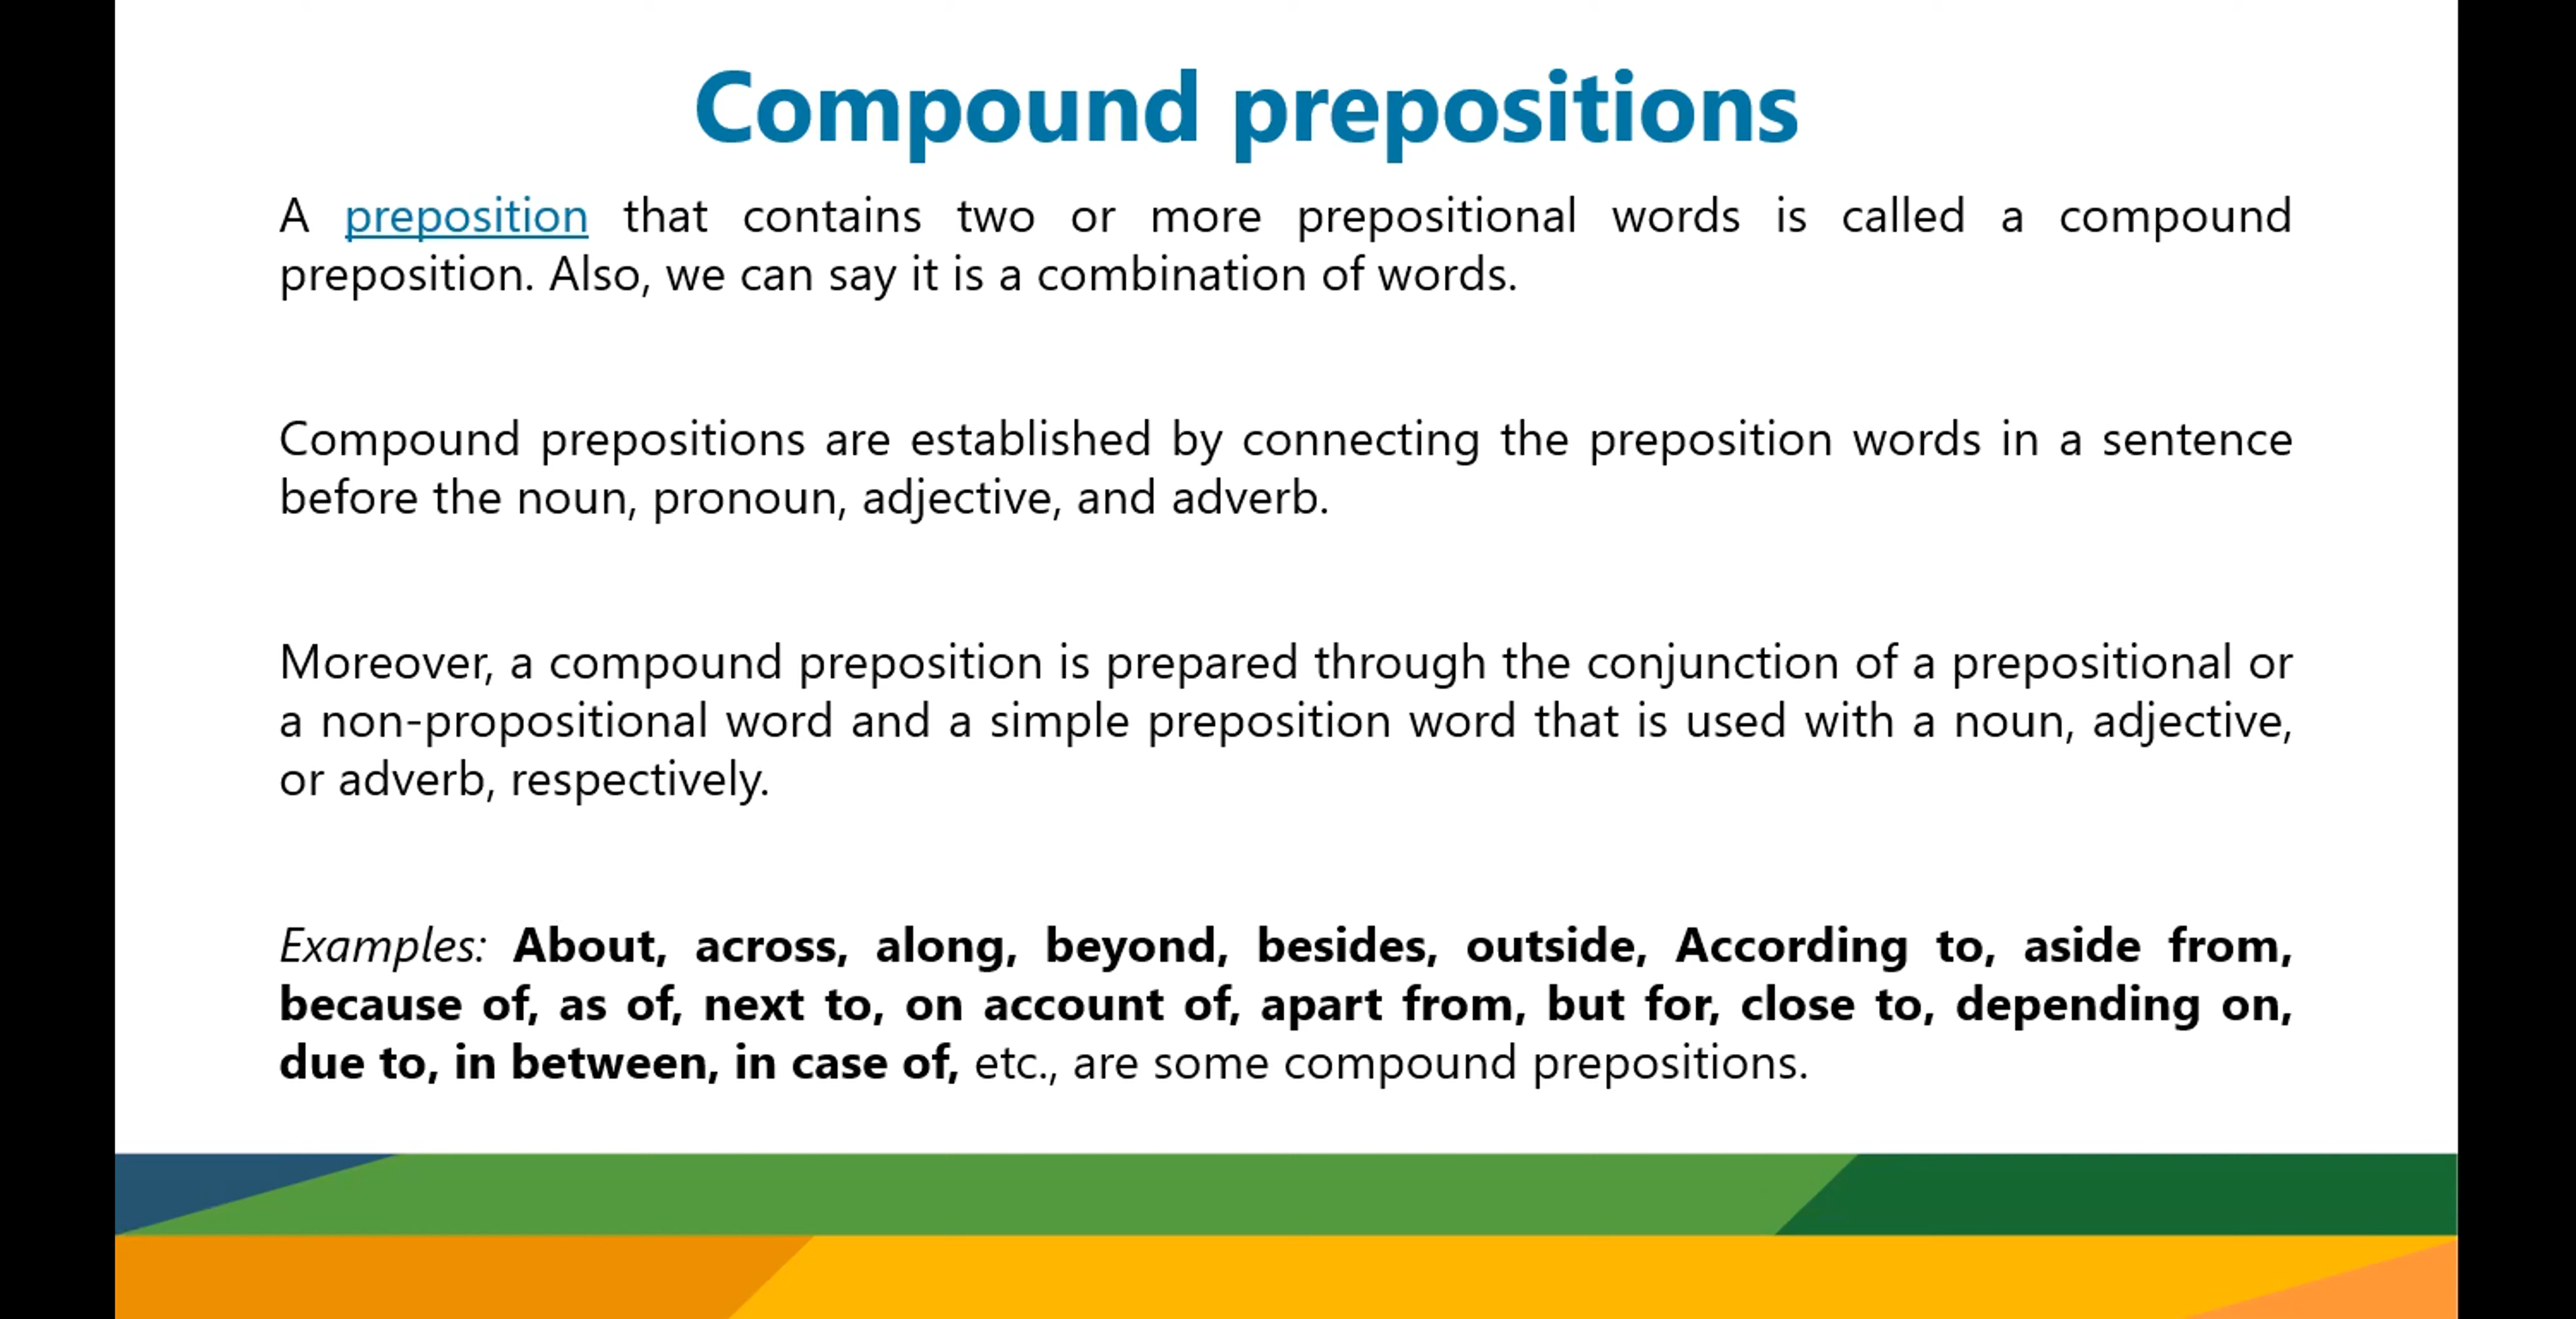 Compound prepositions
A preposition that contains two or more prepositional words is called a compound
preposition. Also, we can say it is a combination of words.
Compound prepositions are established by connecting the preposition words in a sentence
before the noun, pronoun, adjective, and adverb.
Moreover, a compound preposition is prepared through the conjunction of a prepositional or
a non-propositional word and a simple preposition word that is used with a noun, adjective,
or adverb, respectively.
Examples: About, across, along, beyond, besides, outside, According to, aside from,
because of, as of, next to, on account of, apart from, but for, close to, depending on,
due to, in between, in case of, etc., are some compound prepositions.